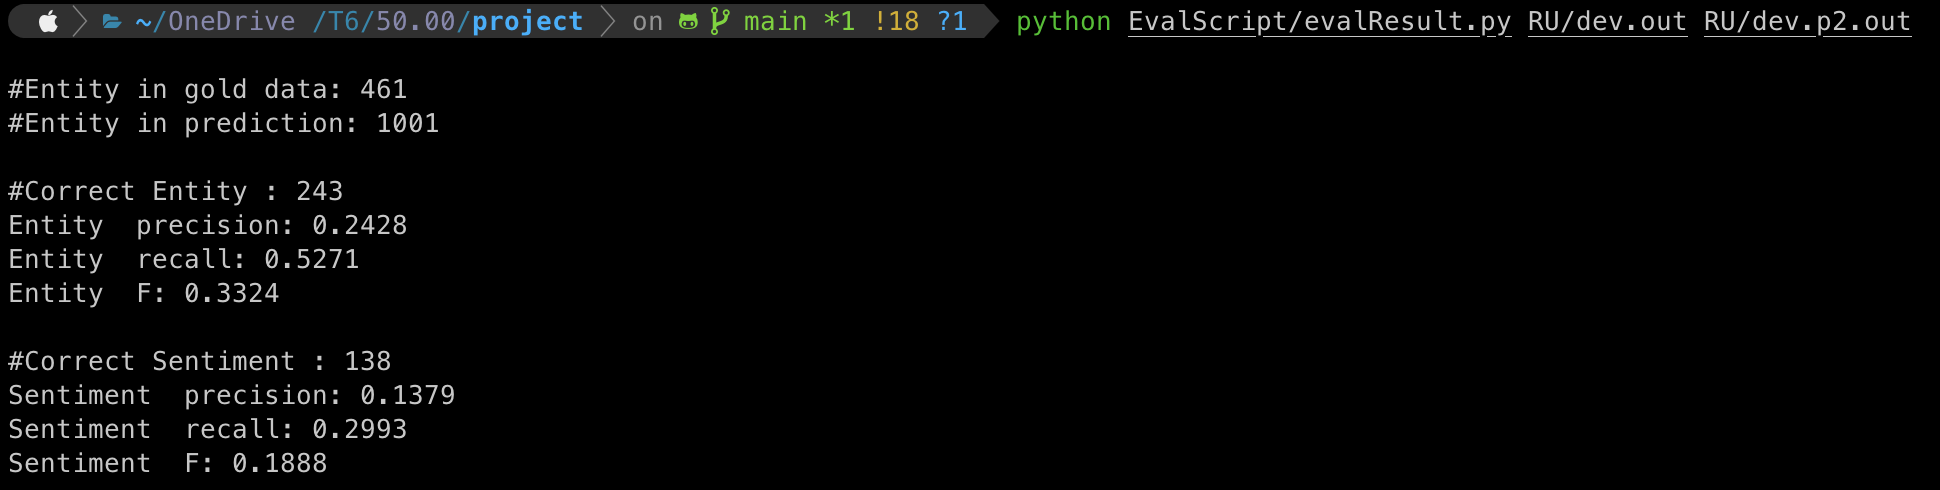 ~/OneDrive /T6/50.00/project on main *1 !18 ?1 python EvalScript/evalResult.py RU/dev.out RU/dev.p2.out
#Entity in gold data: 461
#Entity in prediction: 1001
#Correct Entity : 243
Entity  precision: 0.2428
Entity  recall: 0.5271
Entity  F: 0.3324
#Correct Sentiment : 138
Sentiment  precision: 0.1379
Sentiment  recall: 0.2993
Sentiment  F: 0.1888